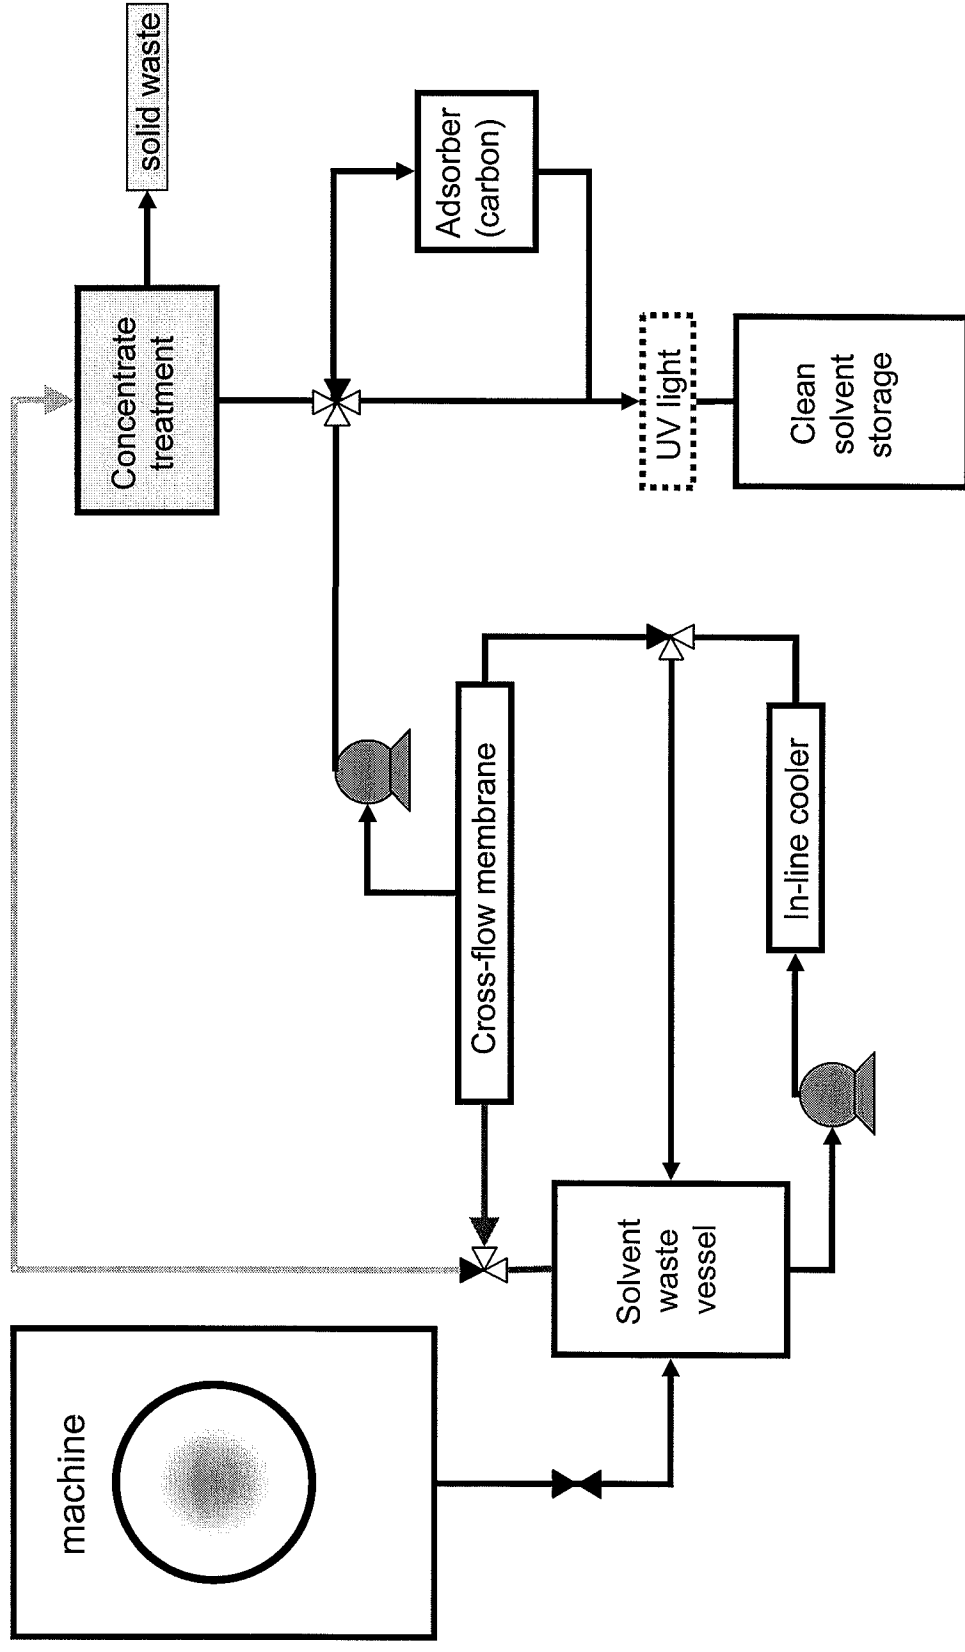 machine
Solvent
waste
vessel
Cross-flow membrane
In-line cooler
Concentrate
treatment
solid waste
Adsorber
(carbon)
UV light
Clean
solvent
storage